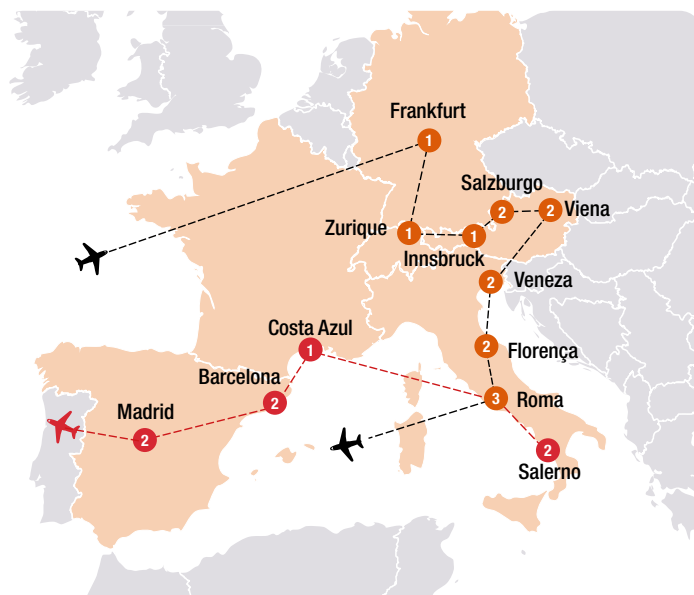 Frankfurt
1
Salzburgo
2
2
Viena
Zurique
1
1
Innsbruck
2
Veneza
Costa Azul
1
2
Florença
Barcelona
2
3
Roma
Madrid
2
2
Salerno